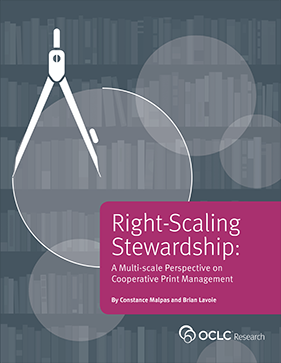 Right-Scaling
Stewardship:
A Multi-scale Perspective on
Cooperative Print Management
By Constance Malpas and Brian Lavoie
OCLC Research